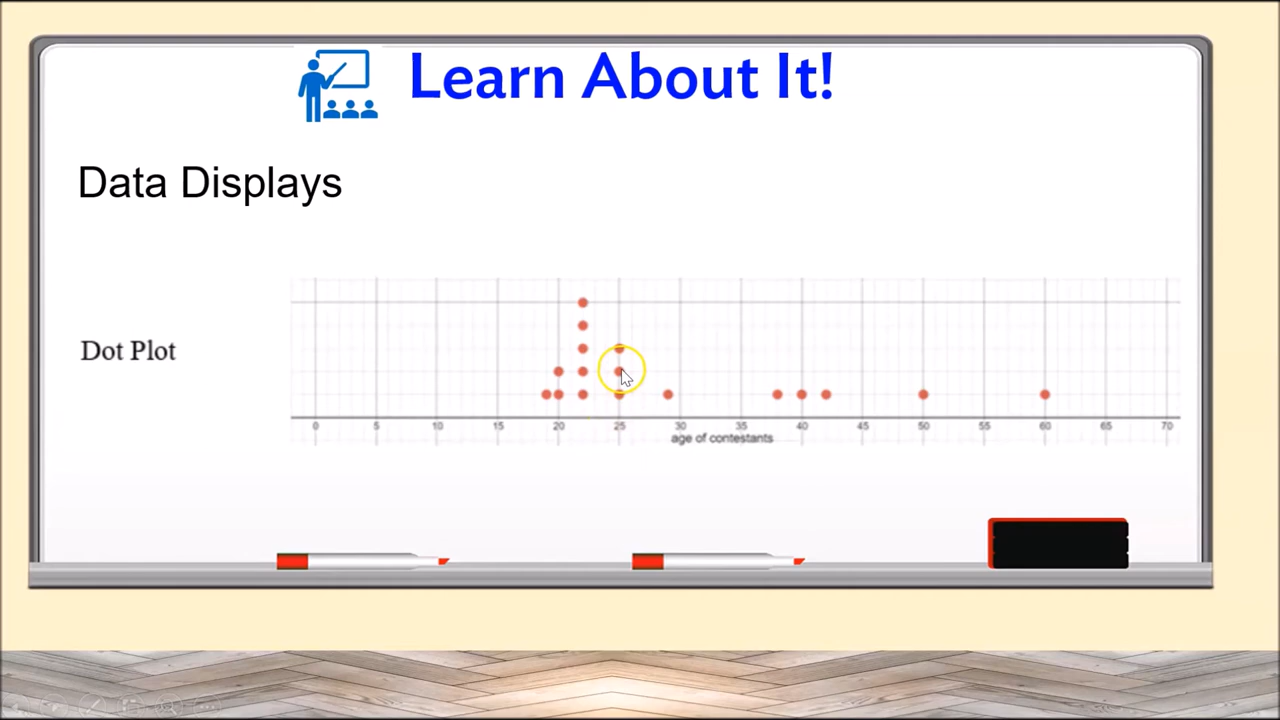 Learn About It!
Data Displays
Dot Plot
0 5 10 15 20 25 30 35 40 45 50 55 60 65 70
age of contestants